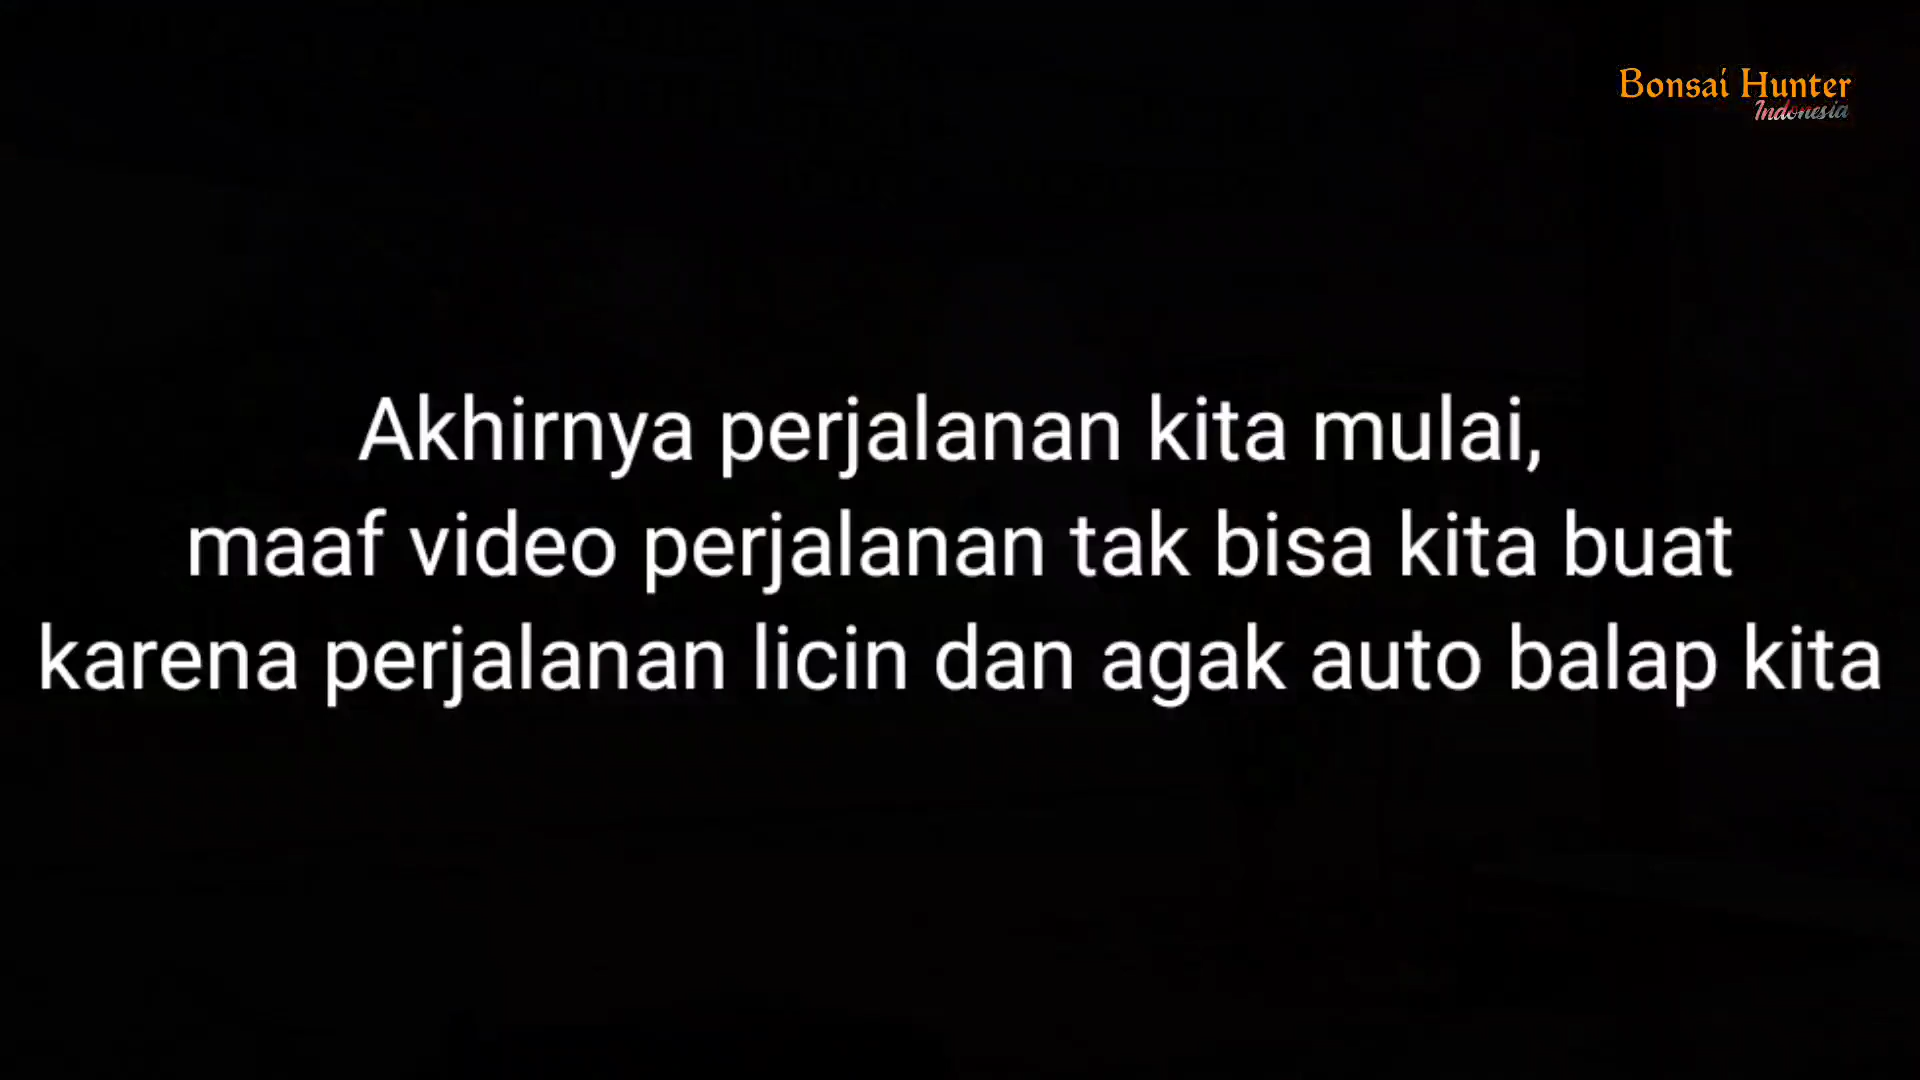 Bonsai Hunter
Indonesia
Akhirnya perjalanan kita mulai,
maaf video perjalanan tak bisa kita buat
karena perjalanan licin dan agak auto balap kita